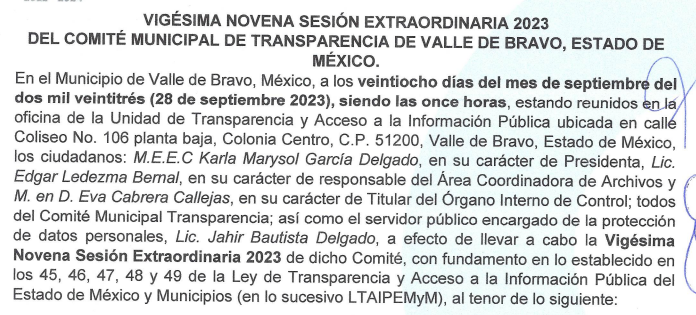 VIGÉSIMA NOVENA SESIÓN EXTRAORDINARIA 2023
DEL COMITÉ MUNICIPAL DE TRANSPARENCIA DE VALLE DE BRAVO, ESTADO DE
MÉXICO.
En el Municipio de Valle de Bravo, México, a los veintiocho días del mes de septiembre del
dos mil veintitrés (28 de septiembre 2023), siendo las once horas, estando reunidos en la
oficina de la Unidad de Transparencia y Acceso a la Información Pública ubicada en calle
Coliseo No. 106 planta baja, Colonia Centro, C.P. 51200, Valle de Bravo, Estado de México,
los ciudadanos: M.E.E.C Karla Marysol García Delgado, en su carácter de Presidenta, Lic.
Edgar Ledezma Bernal, en su carácter de responsable del Área Coordinadora de Archivos y
M. en D. Eva Cabrera Callejas, en su carácter de Titular del Órgano Interno de Control; todos
del Comité Municipal Transparencia; así como el servidor público encargado de la protección
de datos personales, Lic. Jahir Bautista Delgado, a efecto de llevar a cabo la Vigésima
Novena Sesión Extraordinaria 2023 de dicho Comité, con fundamento en lo establecido en
los 45, 46, 47, 48 y 49 de la Ley de Transparencia y Acceso a la Información Pública del
Estado de México y Municipios (en lo sucesivo LTAIPEMyM), al tenor de lo siguiente: